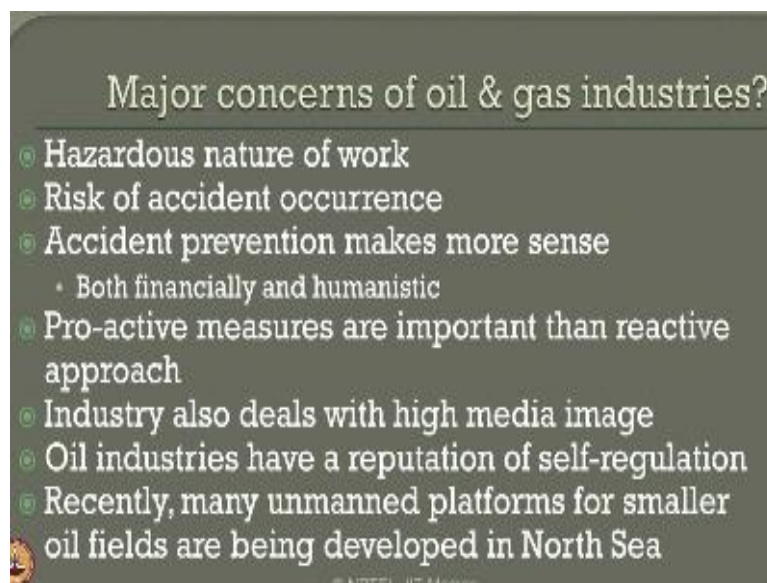 Major concerns of oil & gas industries?
Hazardous nature of work
Risk of accident occurrence
Accident prevention makes more sense
Both financially and humanistic
Pro-active measures are important than reactive
approach
Industry also deals with high media image
Oil industries have a reputation of self-regulation
Recently, many unmanned platforms for smaller
oil fields are being developed in North Sea